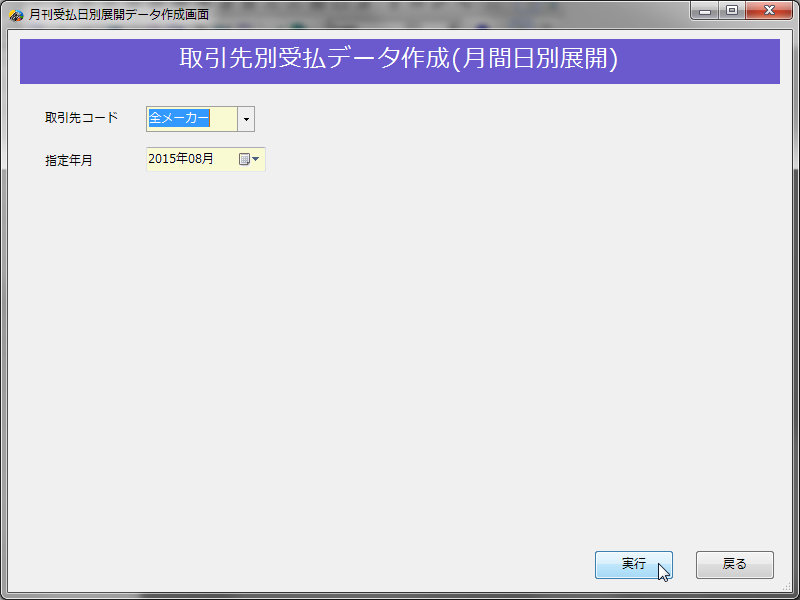 月刊受払日別展開データ作成画面
取引先別受払データ作成(月間日別展開)
取引先コード 全メーカー
指定年月 2015年08月
実行 戻る